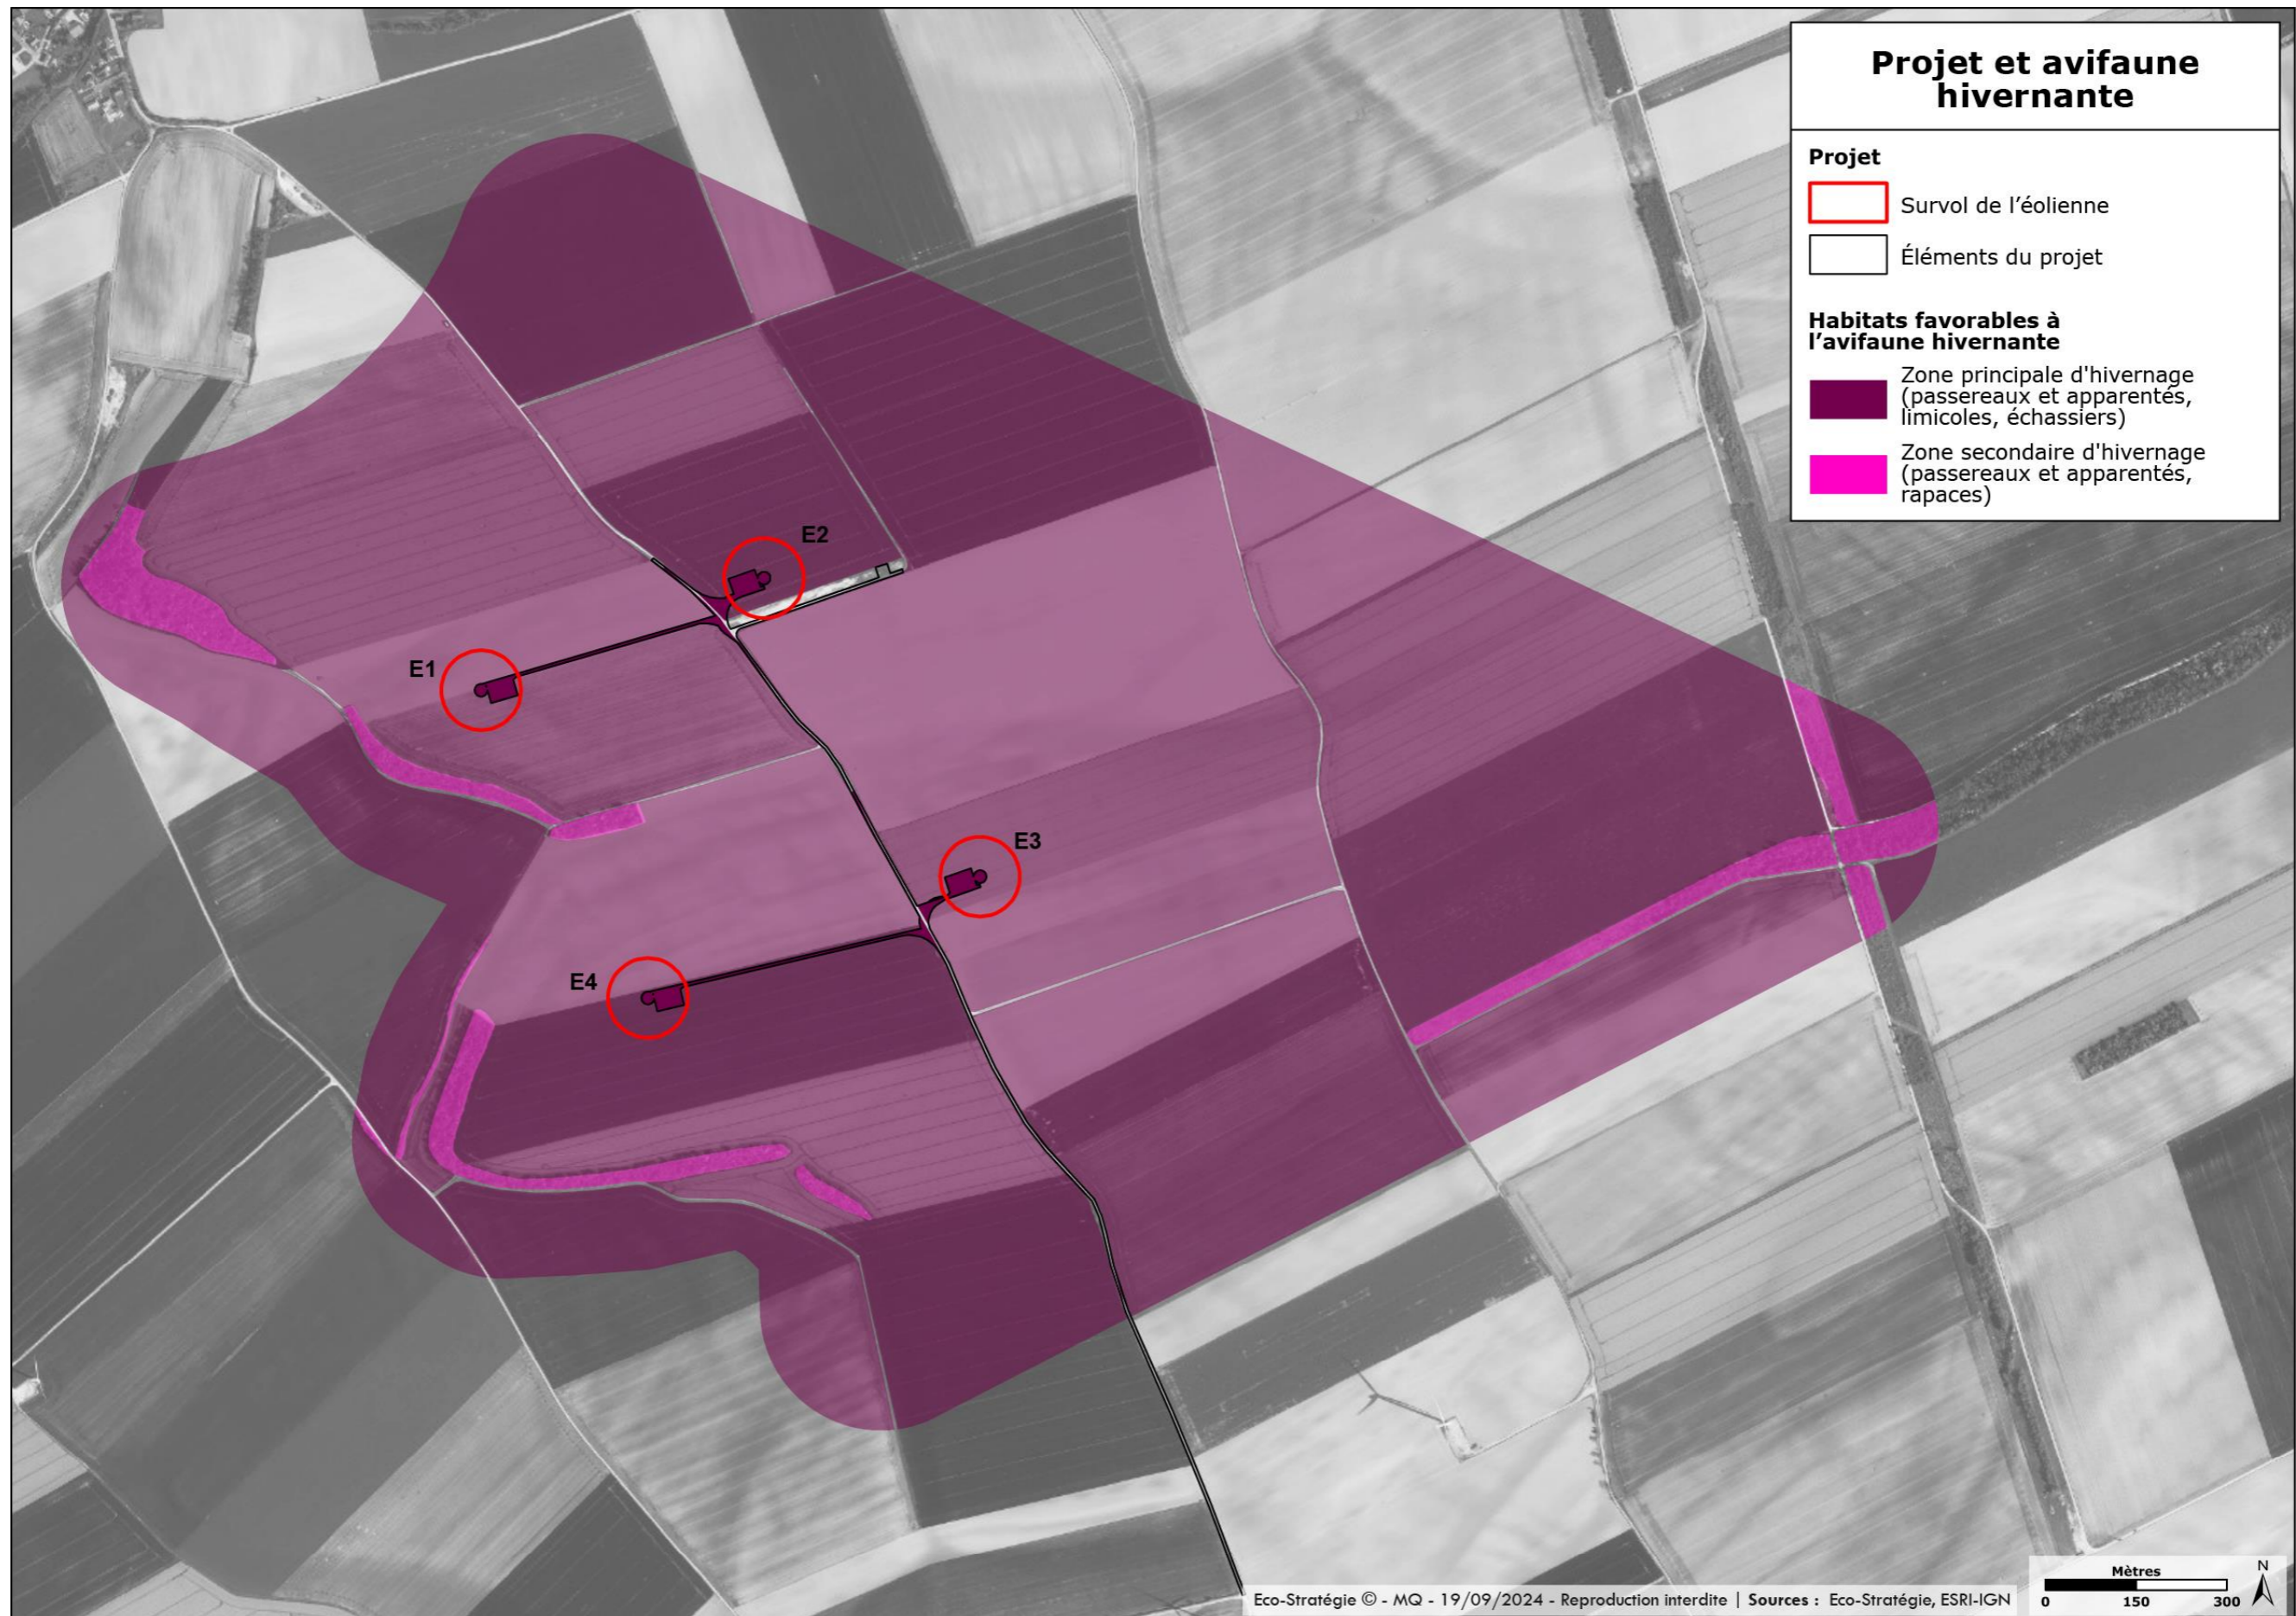 Projet et avifaune
hivernante
Projet
Survol de l’éolienne
Éléments du projet
Habitats favorables à
l’avifaune hivernante
Zone principale d'hivernage
(passereaux et apparentés,
limicoles, échassiers)
Zone secondaire d'hivernage
(passereaux et apparentés,
rapaces)
E2
E1
E3
E4
Eco-Stratégie © - MQ - 19/09/2024 - Reproduction interdite | Sources : Eco-Stratégie, ESRI-IGN
Mètres
0 150 300
N